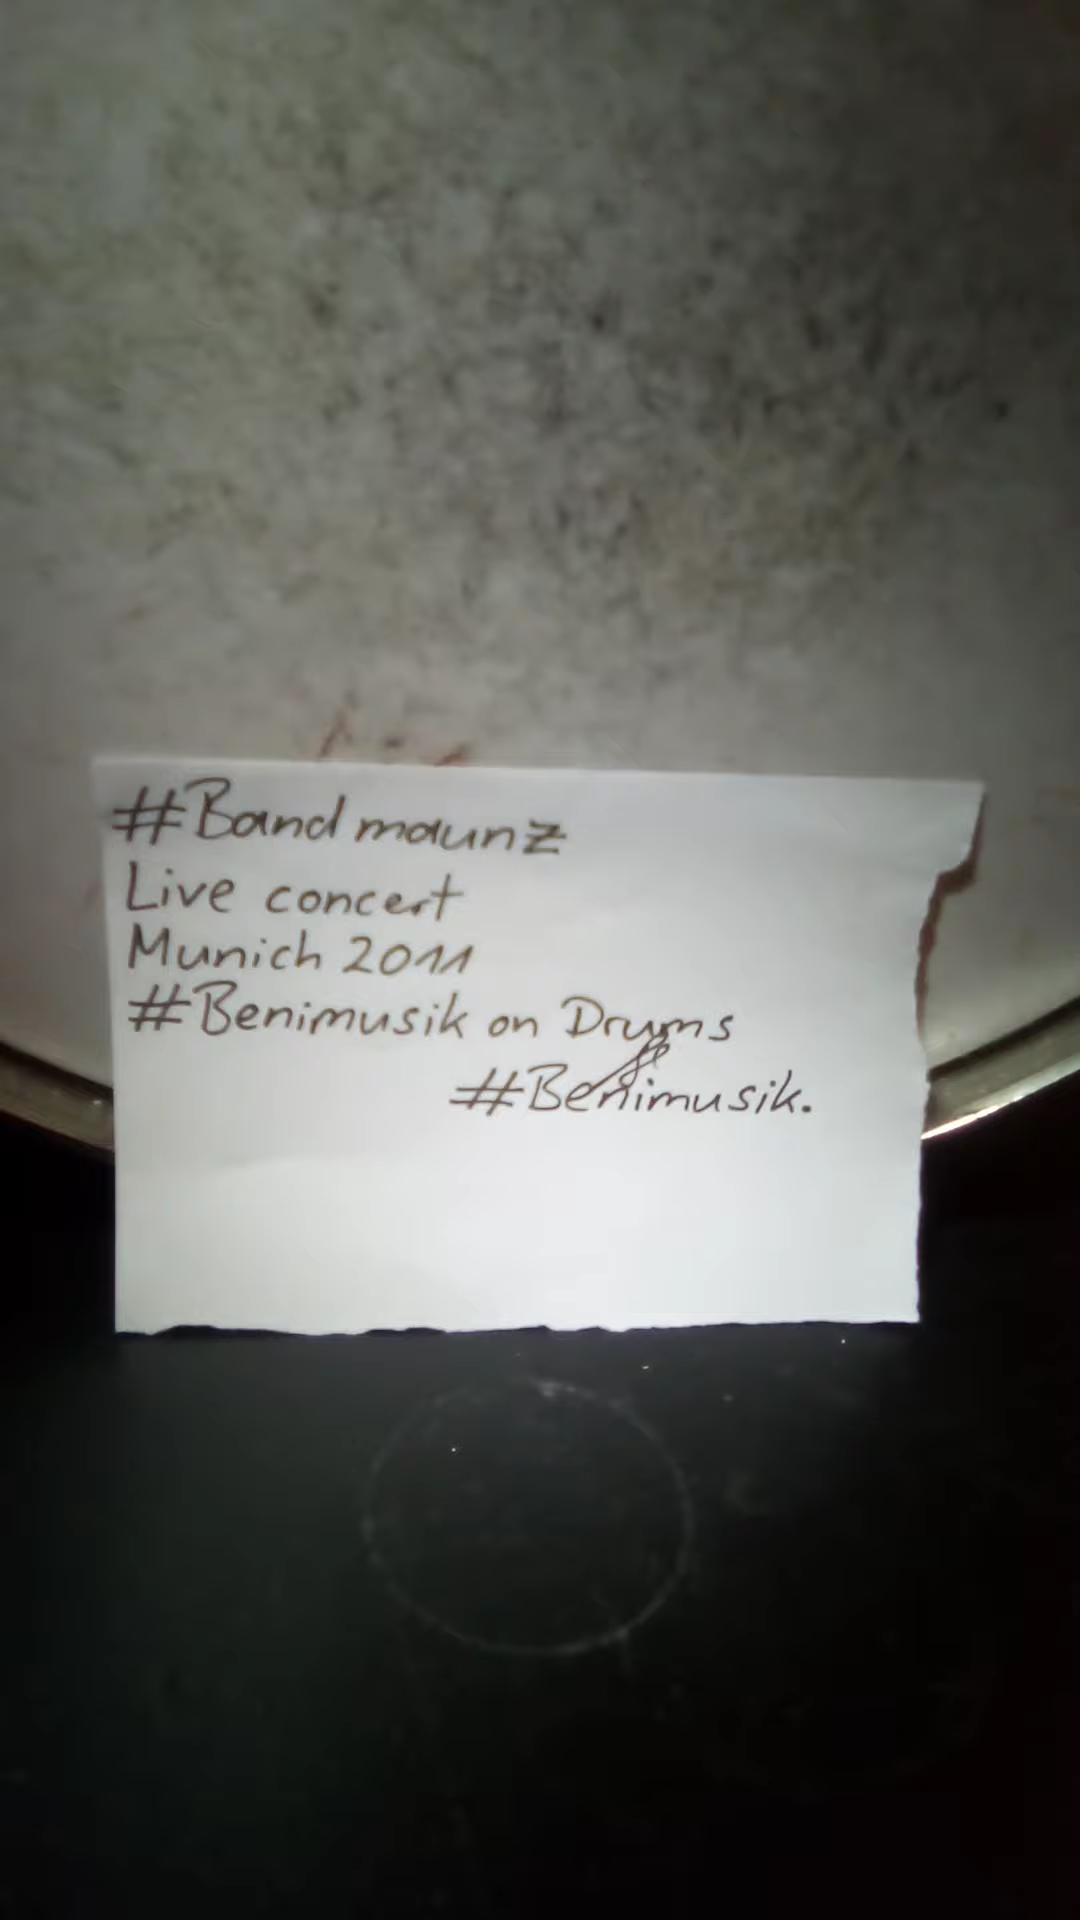 #Bandmaunz
Live concert
Munich 2011
#Benimusik on Drums
#Benimusik.